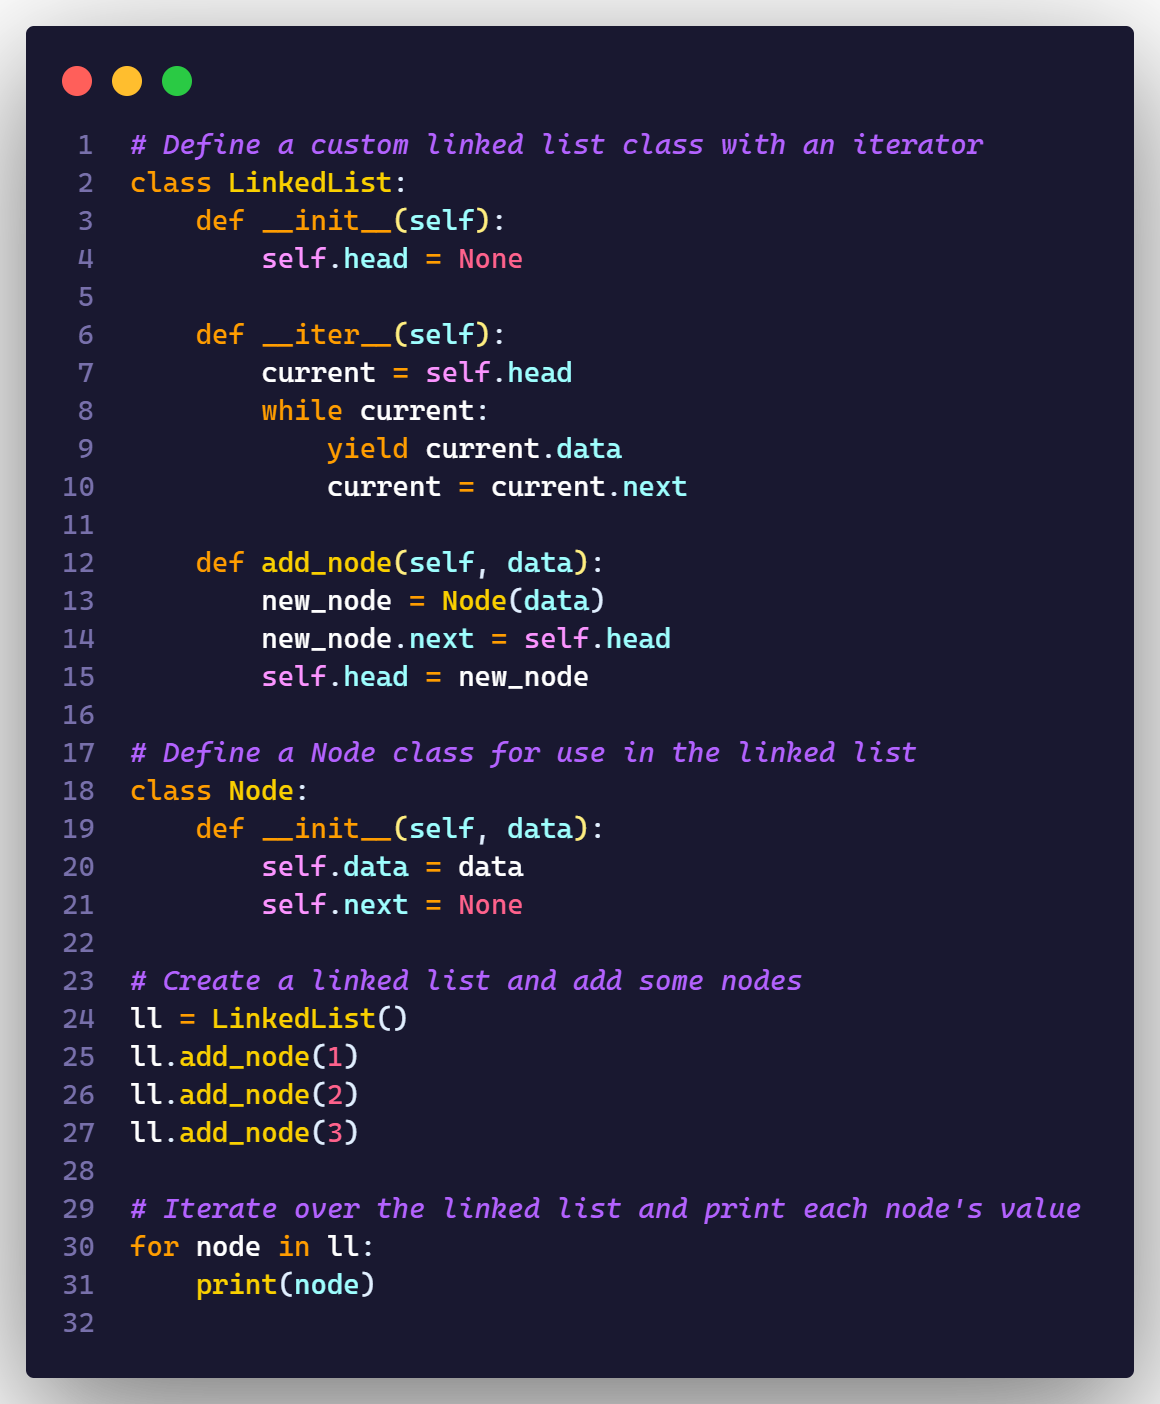 1 # Define a custom linked list class with an iterator
2 class LinkedList:
3     def __init__(self):
4         self.head = None
5
6     def __iter__(self):
7         current = self.head
8         while current:
9             yield current.data
10             current = current.next
11
12     def add_node(self, data):
13         new_node = Node(data)
14         new_node.next = self.head
15         self.head = new_node
16
17 # Define a Node class for use in the linked list
18 class Node:
19     def __init__(self, data):
20         self.data = data
21         self.next = None
22
23 # Create a linked list and add some nodes
24 ll = LinkedList()
25 ll.add_node(1)
26 ll.add_node(2)
27 ll.add_node(3)
28
29 # Iterate over the linked list and print each node's value
30 for node in ll:
31     print(node)
32